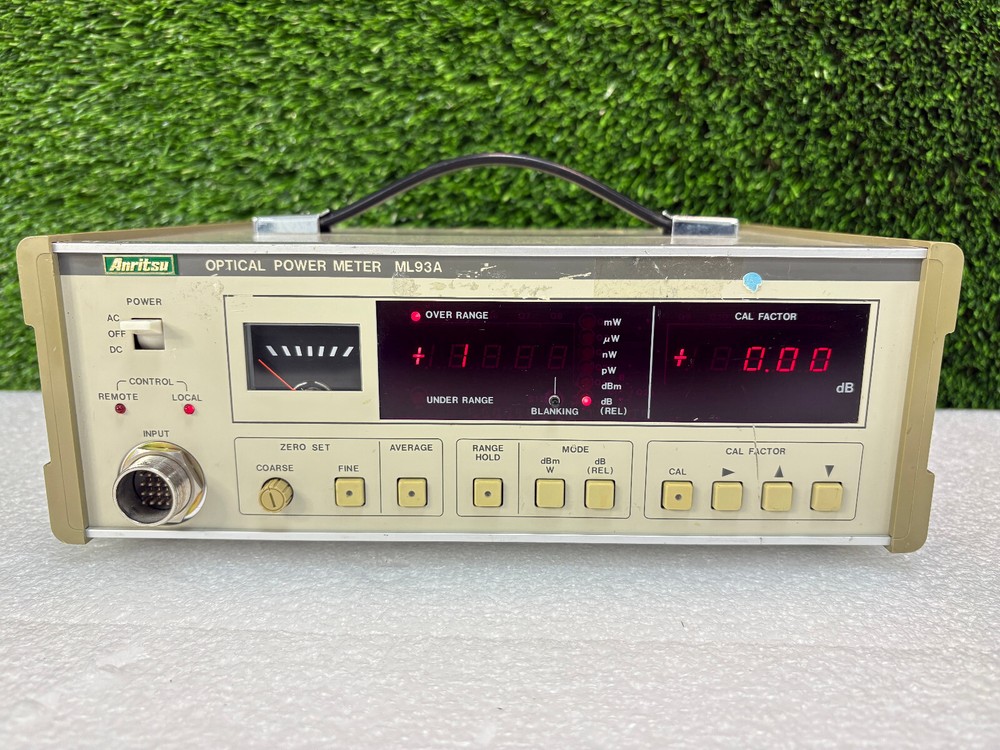 Anritsu OPTICAL POWER METER ML93A
POWER
AC
OFF
DC
CONTROL
REMOTE LOCAL
INPUT
OVER RANGE
+ 1
UNDER RANGE
BLANKING
mW
µW
nW
pW
dBm
dB
(REL)
CAL FACTOR
+ 0.00
dB
ZERO SET
COARSE FINE
AVERAGE
RANGE
HOLD
MODE
dBm
W
dB
(REL)
CAL FACTOR
CAL ► ▲ ▼